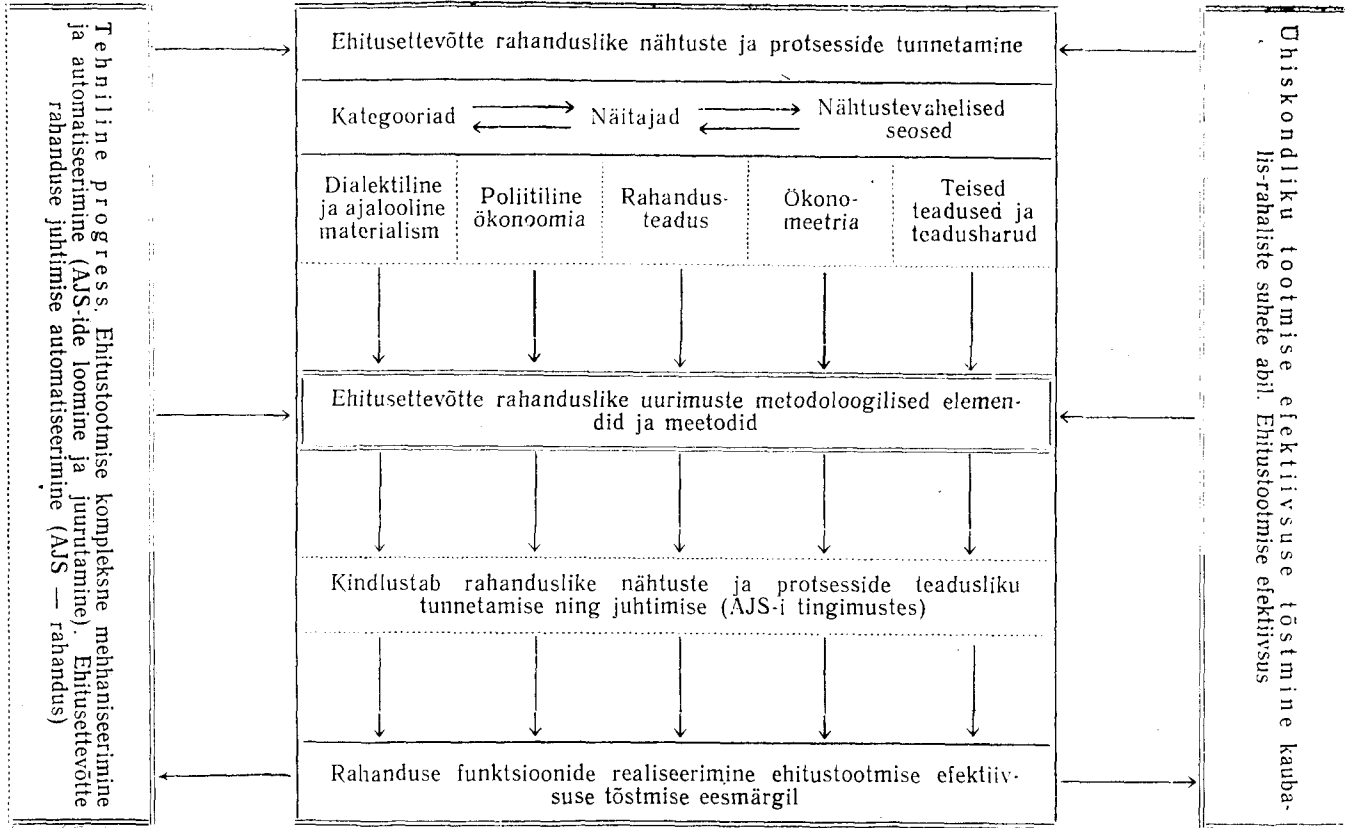 Tehniline progress. Ehitustootmise kompleksne mehhaniseerimine
ja automatiseerimine (AJS-ide loomine ja juurutamine). Ehitusettevõtte
rahanduse juhtimise automatiseerimine (AJS — rahandus)
Ehitusettevõtte rahanduslike nähtuste ja protsesside tunnetamine
Kategooriad
Näitajad
Nähtustevahelised
seosed
Dialektiline
ja ajalooline
materialism
Poliitiline
ökonoomia
Rahandus-
teadus
Ökono-
meetria
Teised
teadused ja
teadusharud
Ehitusettevõtte rahanduslike uurimuste metodoloogilised elemen-
did ja meetodid
Kindlustab rahanduslike nähtuste ja protsesside teadusliku
tunnetamise ning juhtimise (AJS-i tingimustes)
Rahanduse funktsioonide realiseerimine ehitustootmise efektiiv-
suse tõstmise eesmärgil
Ühiskondliku tootmise efektiivsuse tõstmine kauba-
lis-rahaliste suhete abil. Ehitustootmise efektiivsus